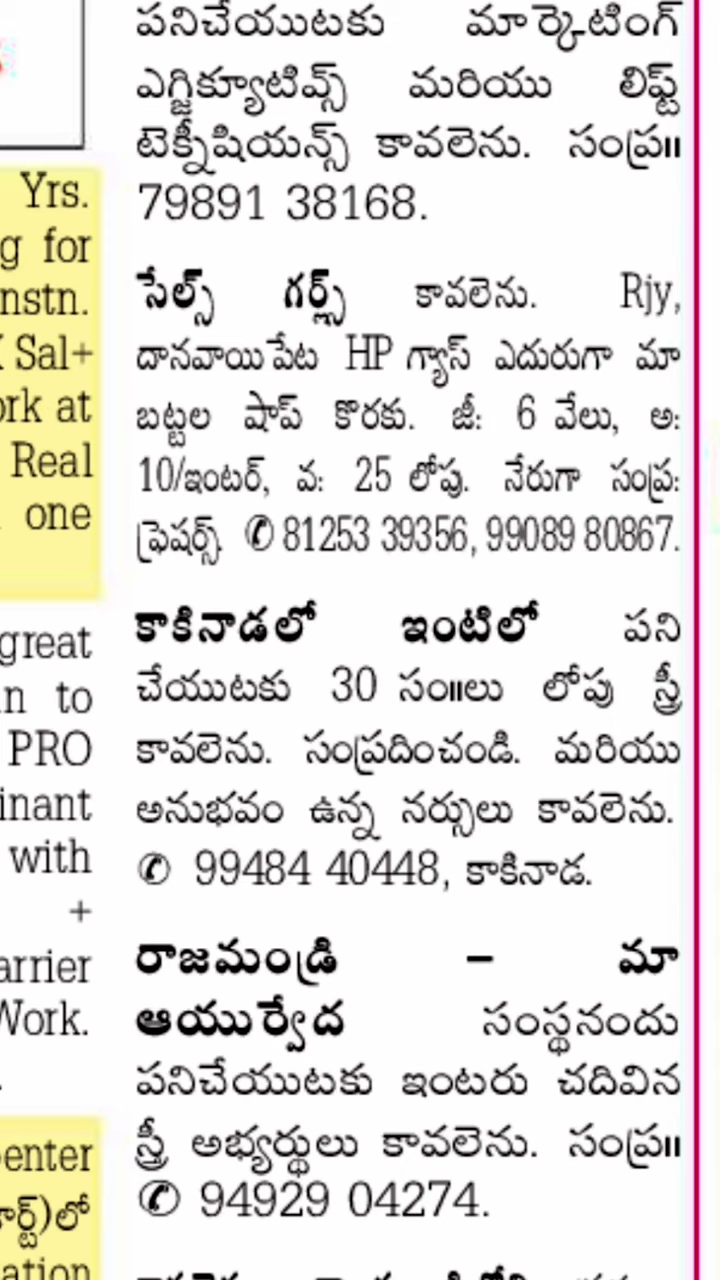 Yrs.
g for
nstn.
Sal+
ork at
Real
one
great
n to
PRO
inant
with
+
arrier
Work.
enter
ార్ట్)లో
ation
పనిచేయుటకు మార్కెటింగ్
ఎగ్జిక్యూటివ్స్ మరియు లిఫ్ట్
టెక్నీషియన్స్ కావలెను. సంప్ర॥
79891 38168.
సేల్స్ గర్ల్స్ కావలెను. Rjy,
దానవాయిపేట HP గ్యాస్ ఎదురుగా మా
బట్టల షాప్ కొరకు. జీ: 6 వేలు, అ:
10/ఇంటర్, వ: 25 లోపు. నేరుగా సంప్ర:
ఫ్రెషర్స్. ✆ 81253 39356, 99089 80867.
కాకినాడలో ఇంటిలో పని
చేయుటకు 30 సం॥లు లోపు స్త్రీ
కావలెను. సంప్రదించండి. మరియు
అనుభవం ఉన్న నర్సులు కావలెను.
✆ 99484 40448, కాకినాడ.
రాజమండ్రి – మా
ఆయుర్వేద సంస్థనందు
పనిచేయుటకు ఇంటరు చదివిన
స్త్రీ అభ్యర్థులు కావలెను. సంప్ర॥
✆ 94929 04274.